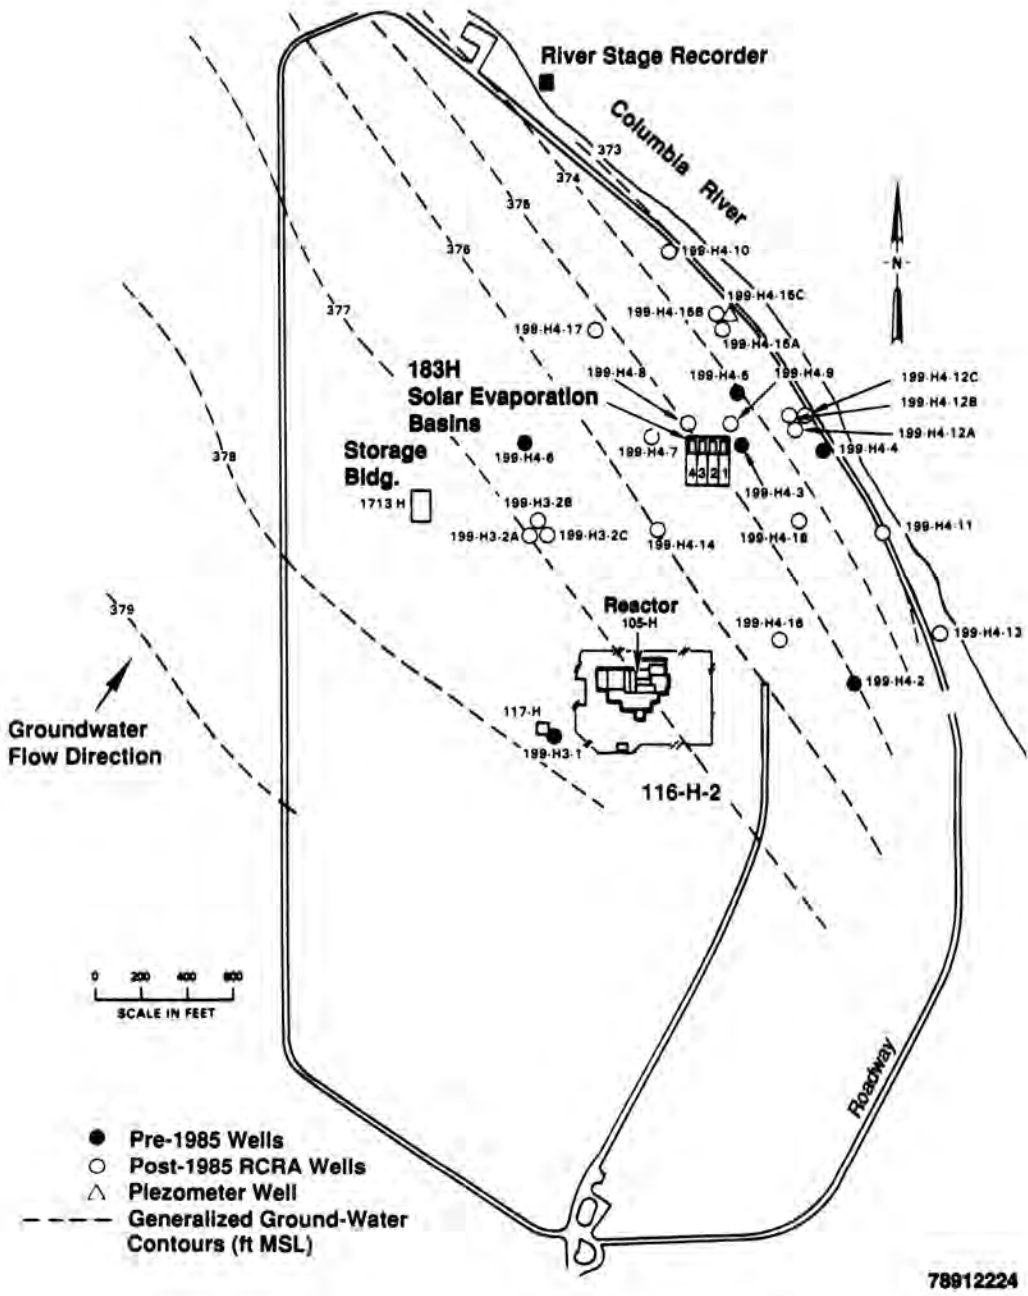 River Stage Recorder
Columbia River
373
374
375
376
377
378
379
N
199-H4-10
199-H4-15C
199-H4-15B
199-H4-15A
199-H4-17
183H
Solar Evaporation
Basins
199-H4-8
199-H4-5
199-H4-9
199-H4-12C
199-H4-12B
199-H4-12A
199-H4-4
199-H4-6
199-H4-7
4 3 2 1
199-H4-3
Storage
Bldg.
1713 H
199-H3-2B
199-H3-2A
199-H3-2C
199-H4-14
199-H4-18
199-H4-11
Reactor
105-H
199-H4-16
199-H4-13
199-H4-2
Groundwater
Flow Direction
117-H
199-H3-1
116-H-2
0 200 400 600
SCALE IN FEET
Roadway
Pre-1985 Wells
Post-1985 RCRA Wells
Piezometer Well
Generalized Ground-Water
Contours (ft MSL)
78912224